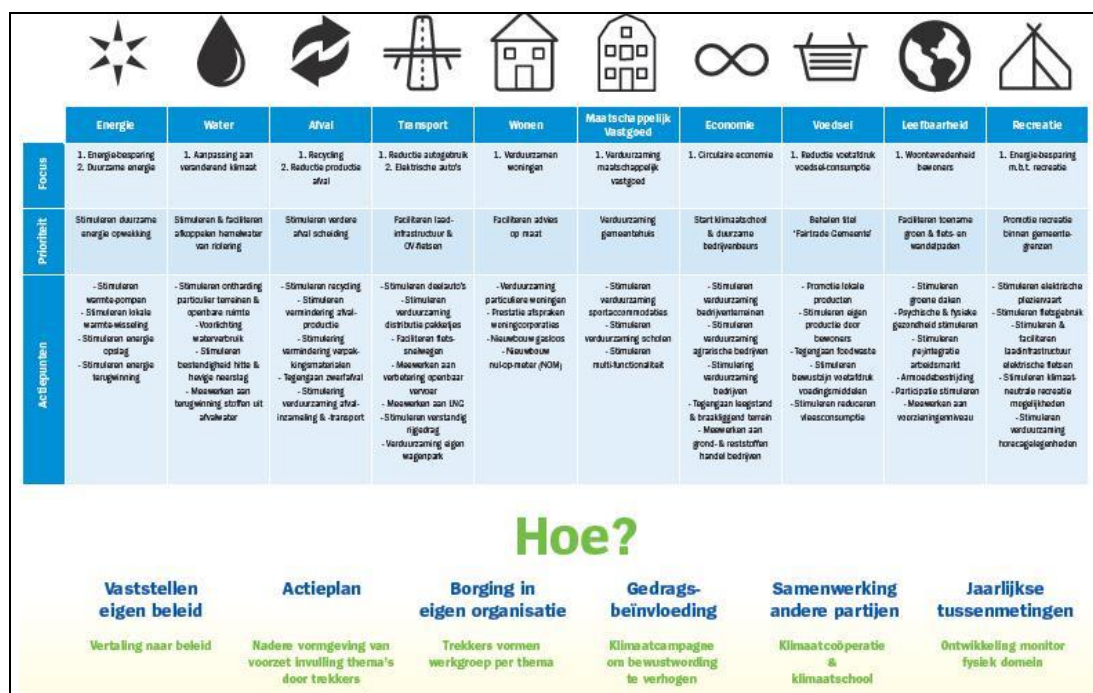 Energie
Water
Afval
Transport
Wonen
Maatschappelijk
Vastgoed
Economie
Voedsel
Leefbaarheid
Recreatie
Focus
1. Energie-besparing
2. Duurzame energie
1. Aanpassing aan
veranderend klimaat
1. Recycling
2. Reductie productie
afval
1. Reductie autogebruik
2. Elektrische auto's
1. Verduurzamen
woningen
1. Verduurzaming
maatschappelijk
vastgoed
1. Circulaire economie
1. Reductie voetafdruk
voedsel-consumptie
1. Woontevredenheid
bewoners
1. Energie-besparing
m.b.t. recreatie
Prioriteit
Stimuleren duurzame
energie opwekking
Stimuleren & faciliteren
afkoppelen hemelwater
van riolering
Stimuleren verdere
afval scheiding
Faciliteren laad-
infrastructuur &
OV-fietsen
Faciliteren advies
op maat
Verduurzaming
gemeentehuis
Start klimaatschool
& duurzame
bedrijvenbeurs
Behalen titel
'Fairtrade Gemeente'
Faciliteren toename
groen & fiets- en
wandelpaden
Promotie recreatie
binnen gemeente-
grenzen
Actiepunten
- Stimuleren
warmte-pompen
- Stimuleren lokale
warmte-wisseling
- Stimuleren energie
opslag
- Stimuleren energie
terugwinning
- Stimuleren ontharding
particulier terreinen &
openbare ruimte
- Voorlichting
waterverbruik
- Stimuleren
bestendigheid hitte &
hevige neerslag
- Meewerken aan
terugwinning stoffen uit
afvalwater
- Stimuleren recycling
- Stimuleren
vermindering afval-
productie
- Stimulering
vermindering verpak-
kingsmaterialen
- Tegengaan zwerfafval
- Stimulering
verduurzaming afval-
inzameling & -transport
- Stimuleren deelauto's
- Stimuleren
verduurzaming
distributie pakketjes
- Faciliteren fiets-
snelwegen
- Meewerken aan
verbetering openbaar
vervoer
- Meewerken aan LNG
- Stimuleren verstandig
rijgedrag
- Verduurzaming eigen
wagenpark
- Verduurzaming
particuliere woningen
- Prestatie afspraken
woningcorporaties
- Nieuwbouw gasloos
- Nieuwbouw
nul-op-meter (NOM)
- Stimuleren
verduurzaming
sportaccommodaties
- Stimuleren
verduurzaming scholen
- Stimuleren
multi-functionaliteit
- Stimuleren
verduurzaming
bedrijventerreinen
- Stimuleren
verduurzaming
agrarische bedrijven
- Stimulering
verduurzaming
bedrijven
- Tegengaan leegstand
& braakliggend terrein
- Meewerken aan
grond- & reststoffen
handel bedrijven
- Promotie lokale
producten
- Stimuleren eigen
productie door
bewoners
- Tegengaan foodwaste
- Stimuleren
bewustzijn voetafdruk
voedingsmiddelen
- Stimuleren reduceren
vleesconsumptie
- Stimuleren
groene daken
- Psychische & fysieke
gezondheid stimuleren
- Stimuleren
(re)integratie
arbeidsmarkt
- Armoedebestrijding
- Participatie stimuleren
- Meewerken aan
voorzieningenniveau
- Stimuleren elektrische
pleziervaart
- Stimuleren fietsgebruik
- Stimuleren &
faciliteren
laadinfrastructuur
elektrische fietsen
- Stimuleren klimaat-
neutrale recreatie
mogelijkheden
- Stimuleren
verduurzaming
horecagelegenheden
Hoe?
Vaststellen
eigen beleid
Vertaling naar beleid
Actieplan
Nadere vormgeving van
voorzet invulling thema's
door trekkers
Borging in
eigen organisatie
Trekkers vormen
werkgroep per thema
Gedrags-
beïnvloeding
Klimaatcampagne
om bewustwording
te verhogen
Samenwerking
andere partijen
Klimaatcoöperatie
&
klimaatschool
Jaarlijkse
tussenmetingen
Ontwikkeling monitor
fysiek domein